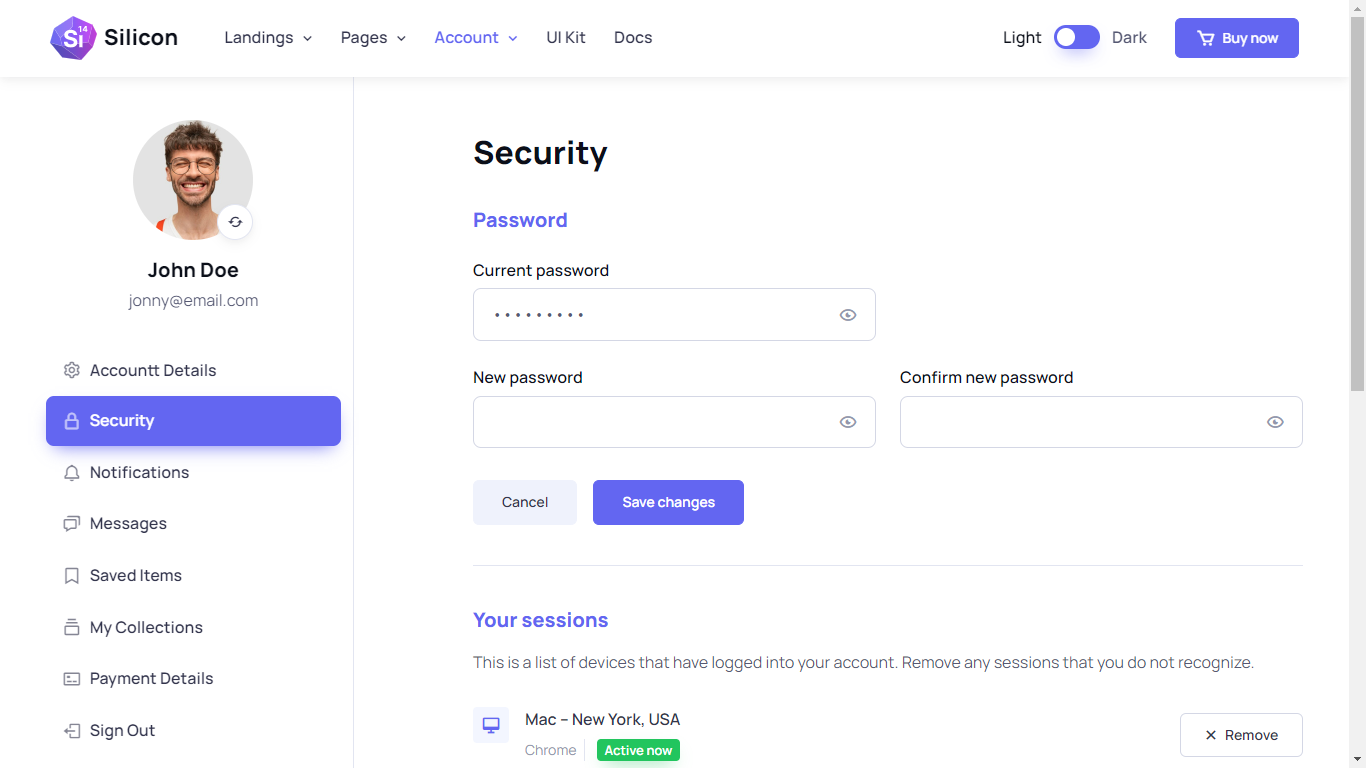 Si 14 Silicon Landings Pages Account UI Kit Docs Light Dark Buy now
John Doe
jonny@email.com
Accountt Details
Security
Notifications
Messages
Saved Items
My Collections
Payment Details
Sign Out
Security
Password
Current password
•••••••••
New password Confirm new password
Cancel Save changes
Your sessions
This is a list of devices that have logged into your account. Remove any sessions that you do not recognize.
Mac – New York, USA
Chrome Active now
Remove